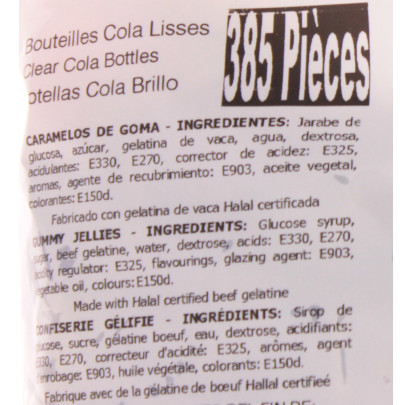 Bouteilles Cola Lisses
Clear Cola Bottles
otellas Cola Brillo
385 Pièces
CARAMELOS DE GOMA - INGREDIENTES: Jarabe de
glucosa, azúcar, gelatina de vaca, agua, dextrosa,
acidulantes: E330, E270, corrector de acidez: E325,
aromas, agente de recubrimiento: E903, aceite vegetal,
colorantes: E150d.
Fabricado con gelatina de vaca Halal certificada
GUMMY JELLIES - INGREDIENTS: Glucose syrup,
sugar, beef gelatine, water, dextrose, acids: E330, E270,
acidity regulator: E325, flavourings, glazing agent: E903,
vegetable oil, colours: E150d.
Made with Halal certified beef gelatine
CONFISERIE GÉLIFIE - INGRÉDIENTS: Sirop de
glucose, sucre, gélatine boeuf, eau, dextrose, acidifiants:
E330, E270, correcteur d'acidité: E325, arômes, agent
d'enrobage: E903, huile végétale, colorants: E150d.
Fabrique avec de la gélatine de bœuf Hallal certifieé